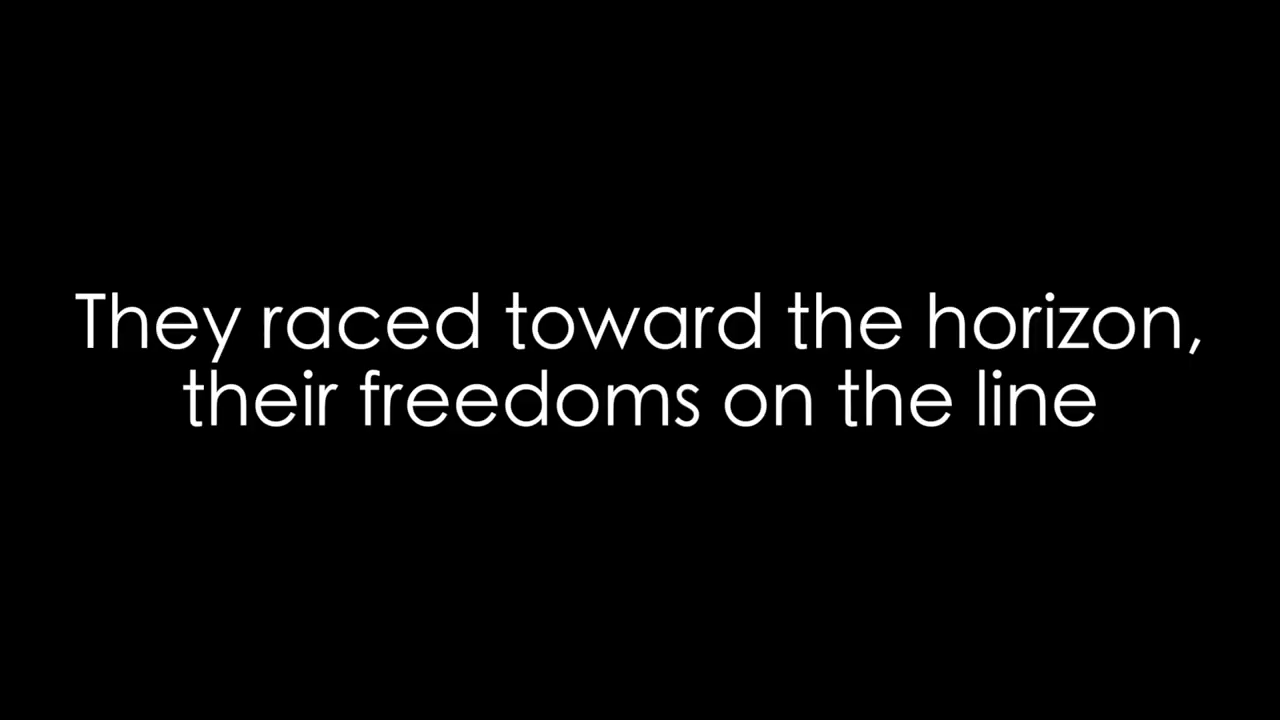 They raced toward the horizon,
their freedoms on the line